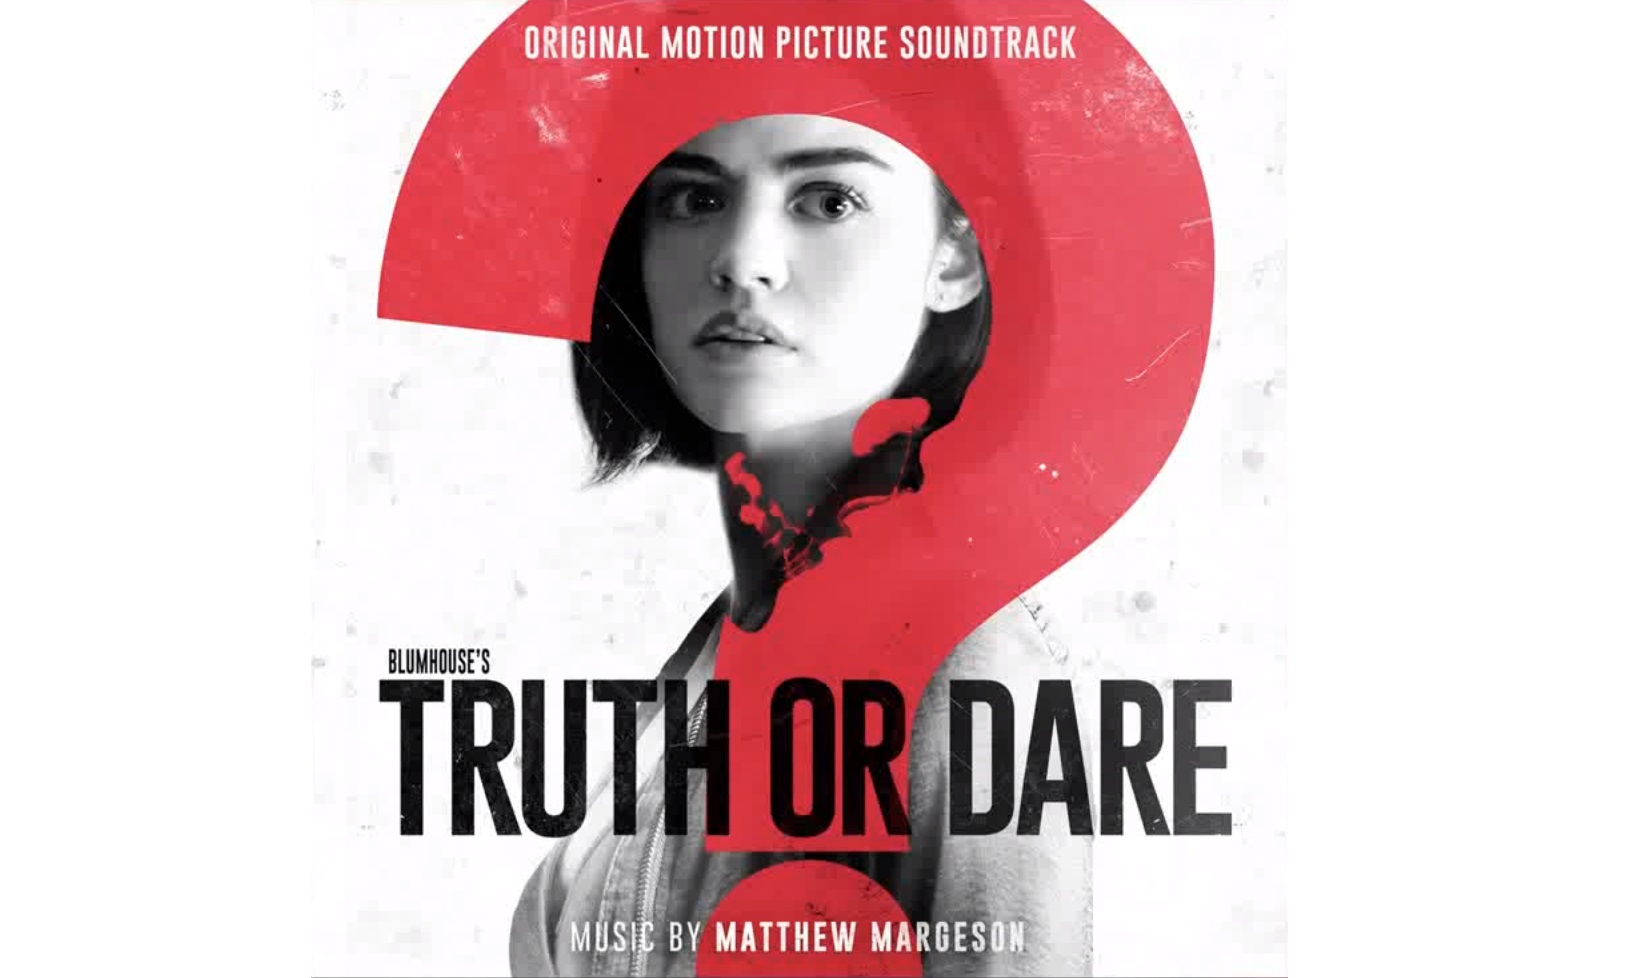 ORIGINAL MOTION PICTURE SOUNDTRACK
BLUMHOUSE'S
TRUTH OR DARE
MUSIC BY MATTHEW MARGESON